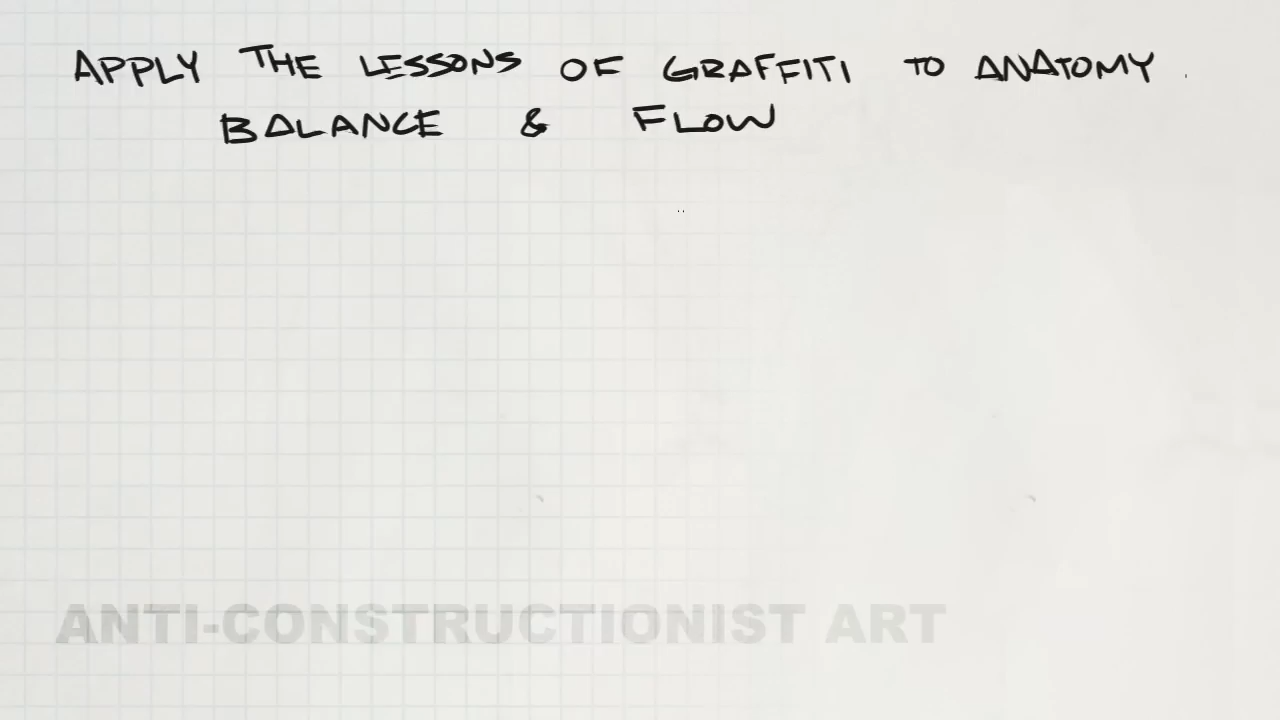 APPLY THE LESSONS OF GRAFFITI TO ANATOMY
BALANCE & FLOW
ANTI-CONSTRUCTIONIST ART